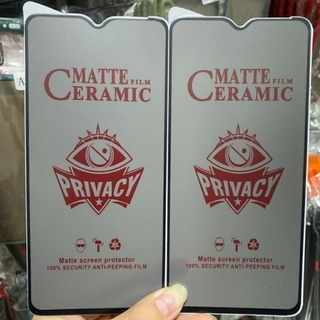 MATTE FILM
CERAMIC
PRIVACY
Matte screen protector
100% SECURITY ANTI-PEEPING FILM
MATTE FILM
CERAMIC
PRIVACY
Matte screen protector
100% SECURITY ANTI-PEEPING FILM